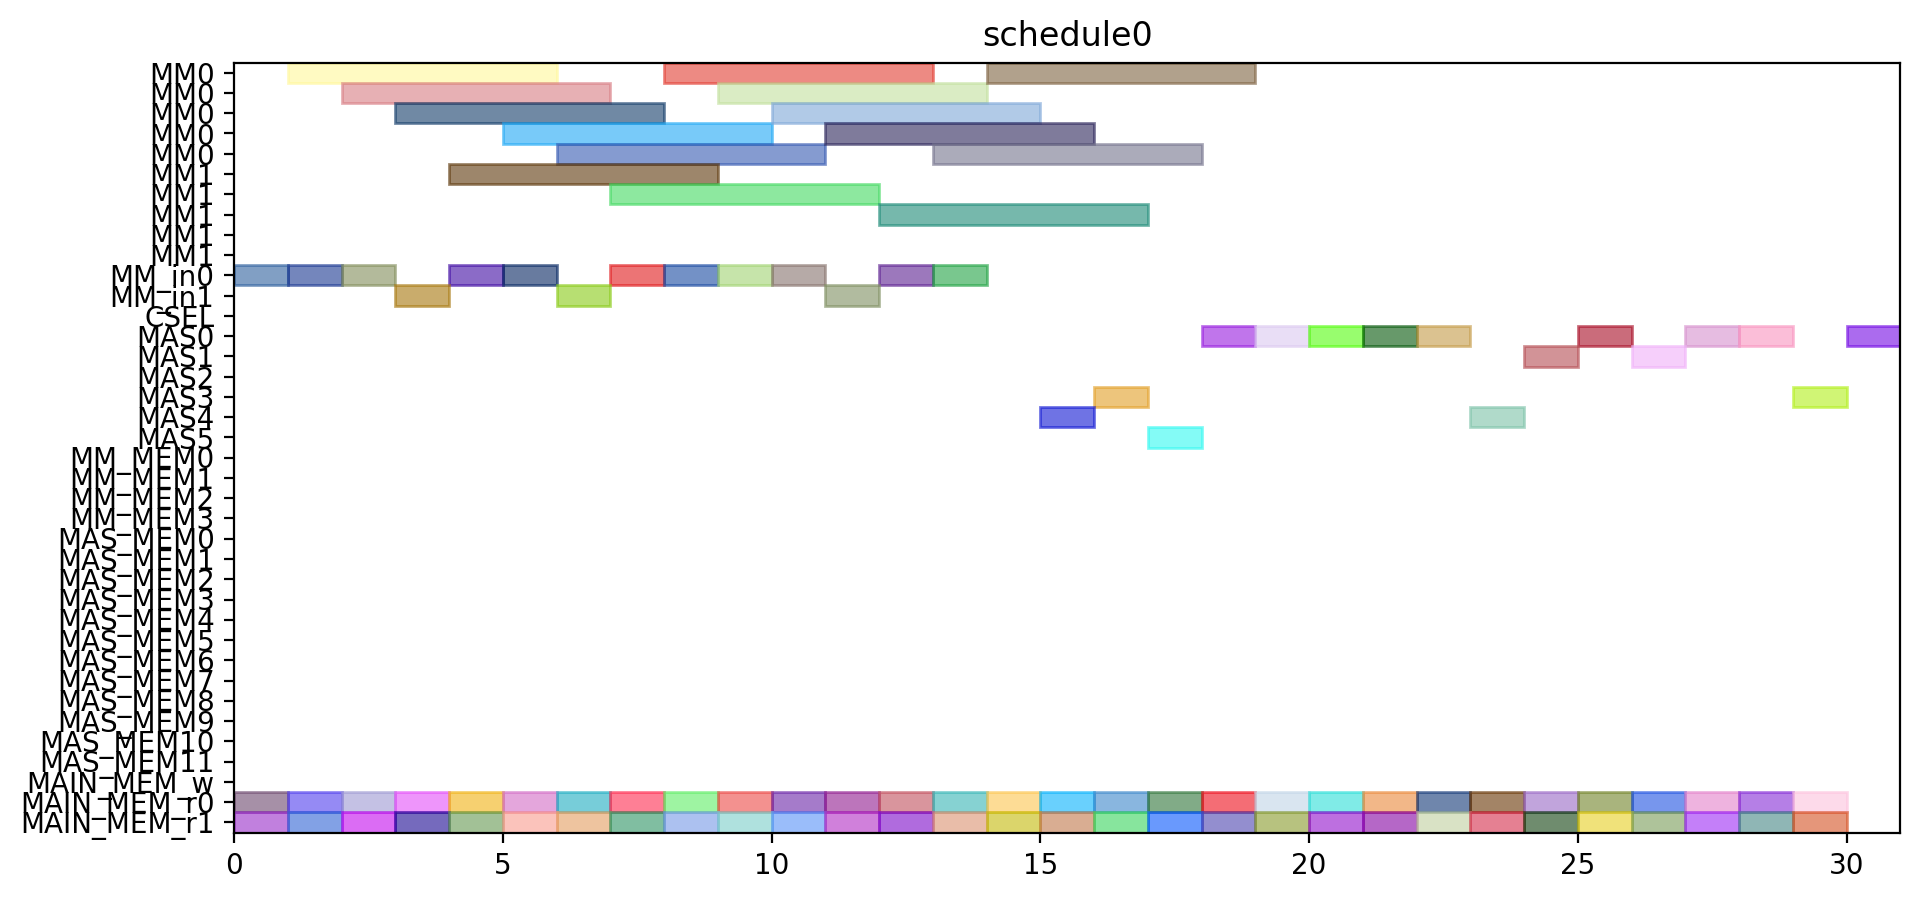 schedule0
MM0
MM0
MM0
MM0
MM0
MM1
MM1
MM1
MM1
MM1
MM_in0
MM_in1
CSEL
MAS0
MAS1
MAS2
MAS3
MAS4
MAS5
MM_MEM0
MM_MEM1
MM_MEM2
MM_MEM3
MAS_MEM0
MAS_MEM1
MAS_MEM2
MAS_MEM3
MAS_MEM4
MAS_MEM5
MAS_MEM6
MAS_MEM7
MAS_MEM8
MAS_MEM9
MAS_MEM10
MAS_MEM11
MAIN_MEM_w
MAIN_MEM_r0
MAIN_MEM_r1
0 5 10 15 20 25 30